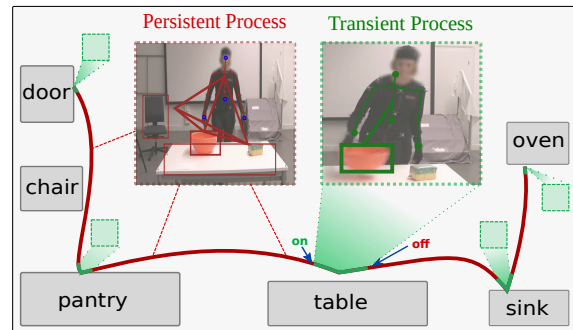 Persistent Process
Transient Process
door
oven
chair
on
off
pantry
table
sink